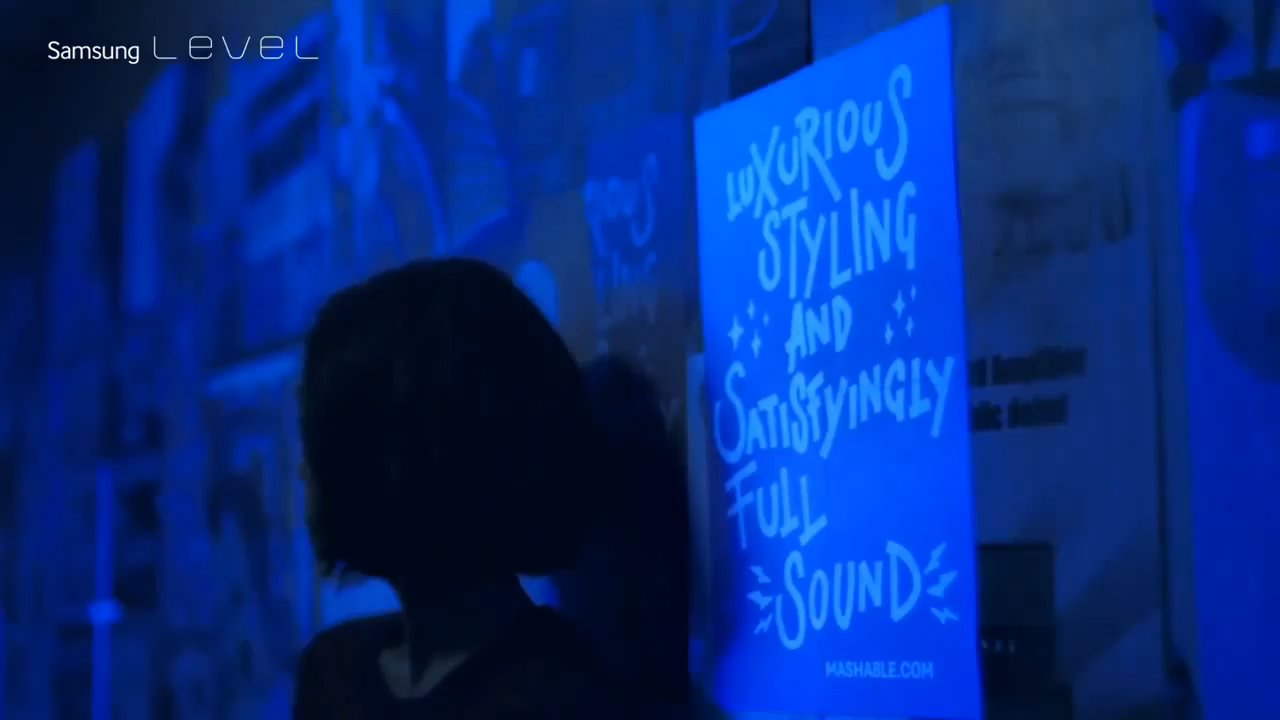 Samsung LEVEL
LUXURIOUS
STYLING
AND
SATISFYINGLY
FULL
SOUND
MASHABLE.COM